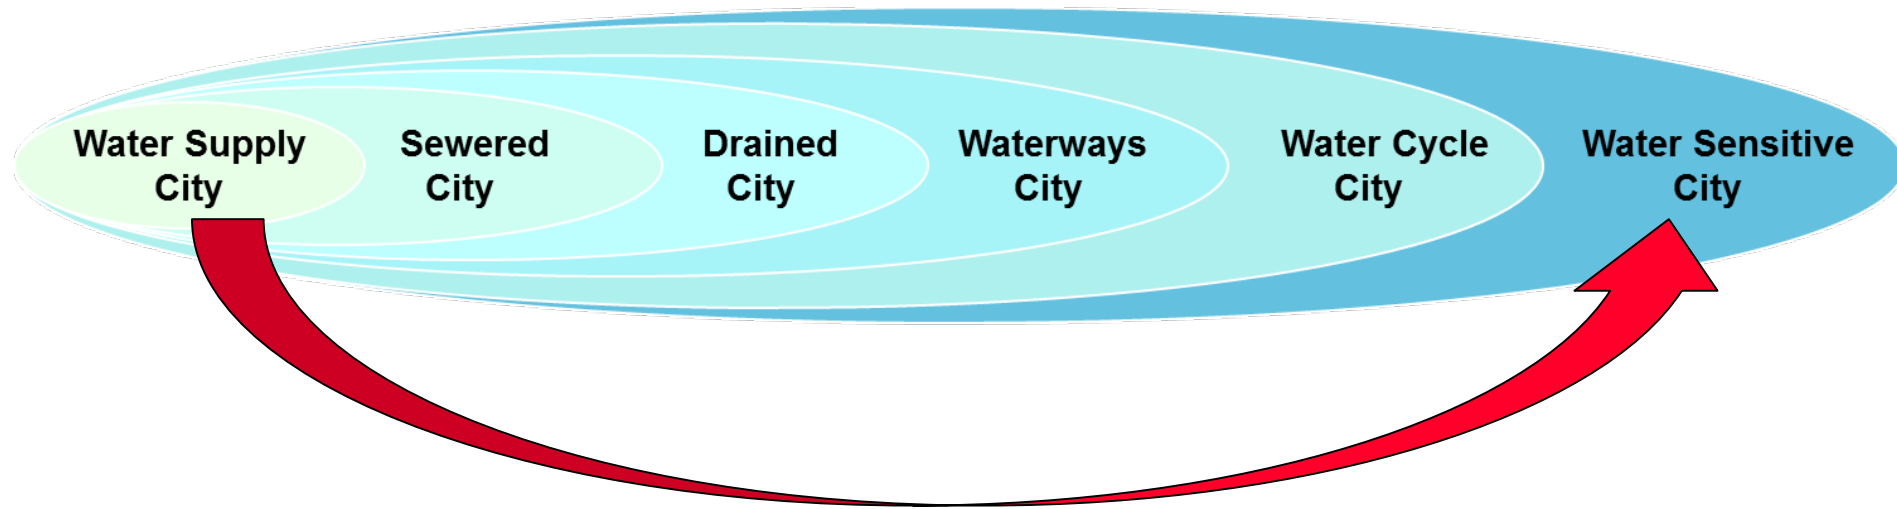 Water Supply
City
Sewered
City
Drained
City
Waterways
City
Water Cycle
City
Water Sensitive
City